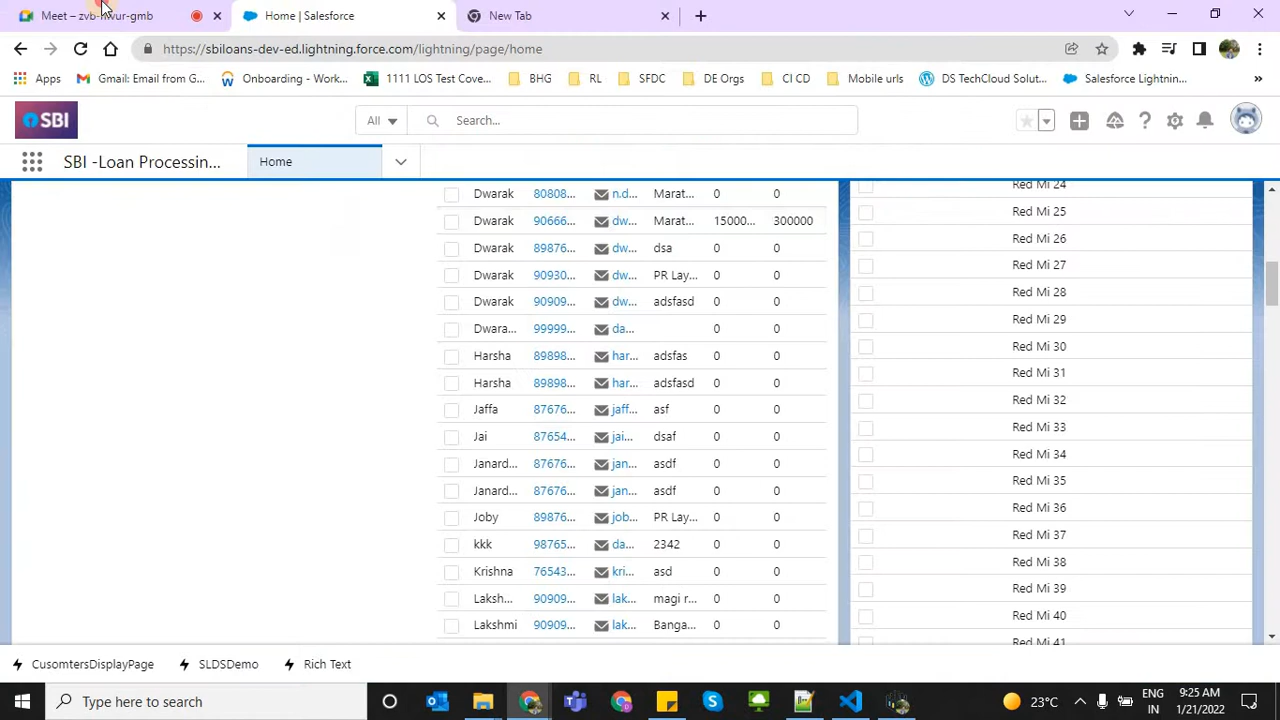 Meet – zvb-
Home | Salesforce
New Tab
https://sbiloans-dev-ed.lightning.force.com/lightning/page/home
Apps
Gmail: Email from G...
Onboarding - Work...
1111 LOS Test Cove...
BHG
RL
SFDC
DE Orgs
CI CD
Mobile urls
DS TechCloud Solut...
Salesforce Lightnin...
»
SBI
All
Search...
SBI -Loan Processin...
Home
Dwarak 80808... n.d... Marat... 0 0
Dwarak 90666... dw... Marat... 15000... 300000
Dwarak 89876... dw... dsa 0 0
Dwarak 90930... dw... PR Lay... 0 0
Dwarak 90909... dw... adsfasd 0 0
Dwara... 99999... da... 0 0
Harsha 89898... har... adsfas 0 0
Harsha 89898... har... adsfasd 0 0
Jaffa 87676... jaff... asf 0 0
Jai 87654... jai... dsaf 0 0
Janard... 87676... jan... asdf 0 0
Janard... 87676... jan... asdf 0 0
Joby 89876... job... PR Lay... 0 0
kkk 98765... da... 2342 0 0
Krishna 76543... kri... asd 0 0
Laksh... 90909... lak... magi r... 0 0
Lakshmi 90909... lak... Banga... 0 0
Red Mi 24
Red Mi 25
Red Mi 26
Red Mi 27
Red Mi 28
Red Mi 29
Red Mi 30
Red Mi 31
Red Mi 32
Red Mi 33
Red Mi 34
Red Mi 35
Red Mi 36
Red Mi 37
Red Mi 38
Red Mi 39
Red Mi 40
Red Mi 41
CusomtersDisplayPage
SLDSDemo
Rich Text
Type here to search
23°C
ENG
IN
9:25 AM
1/21/2022